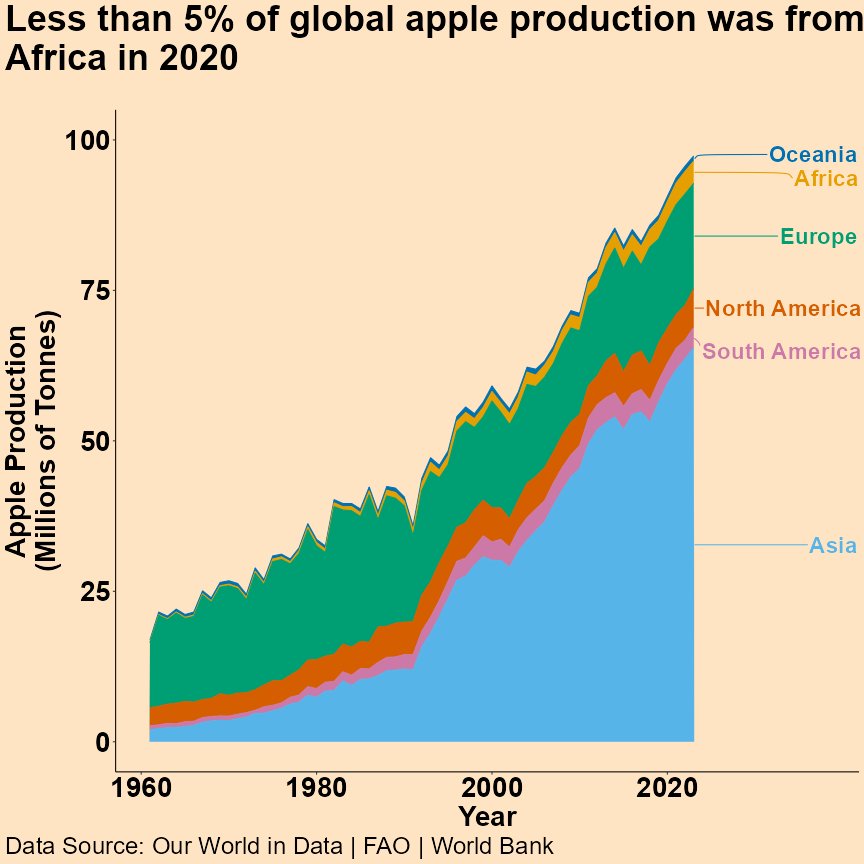 Less than 5% of global apple production was from
Africa in 2020
100
75
50
25
0
Apple Production
(Millions of Tonnes)
Oceania
Africa
Europe
North America
South America
Asia
1960 1980 2000 2020
Year
Data Source: Our World in Data | FAO | World Bank